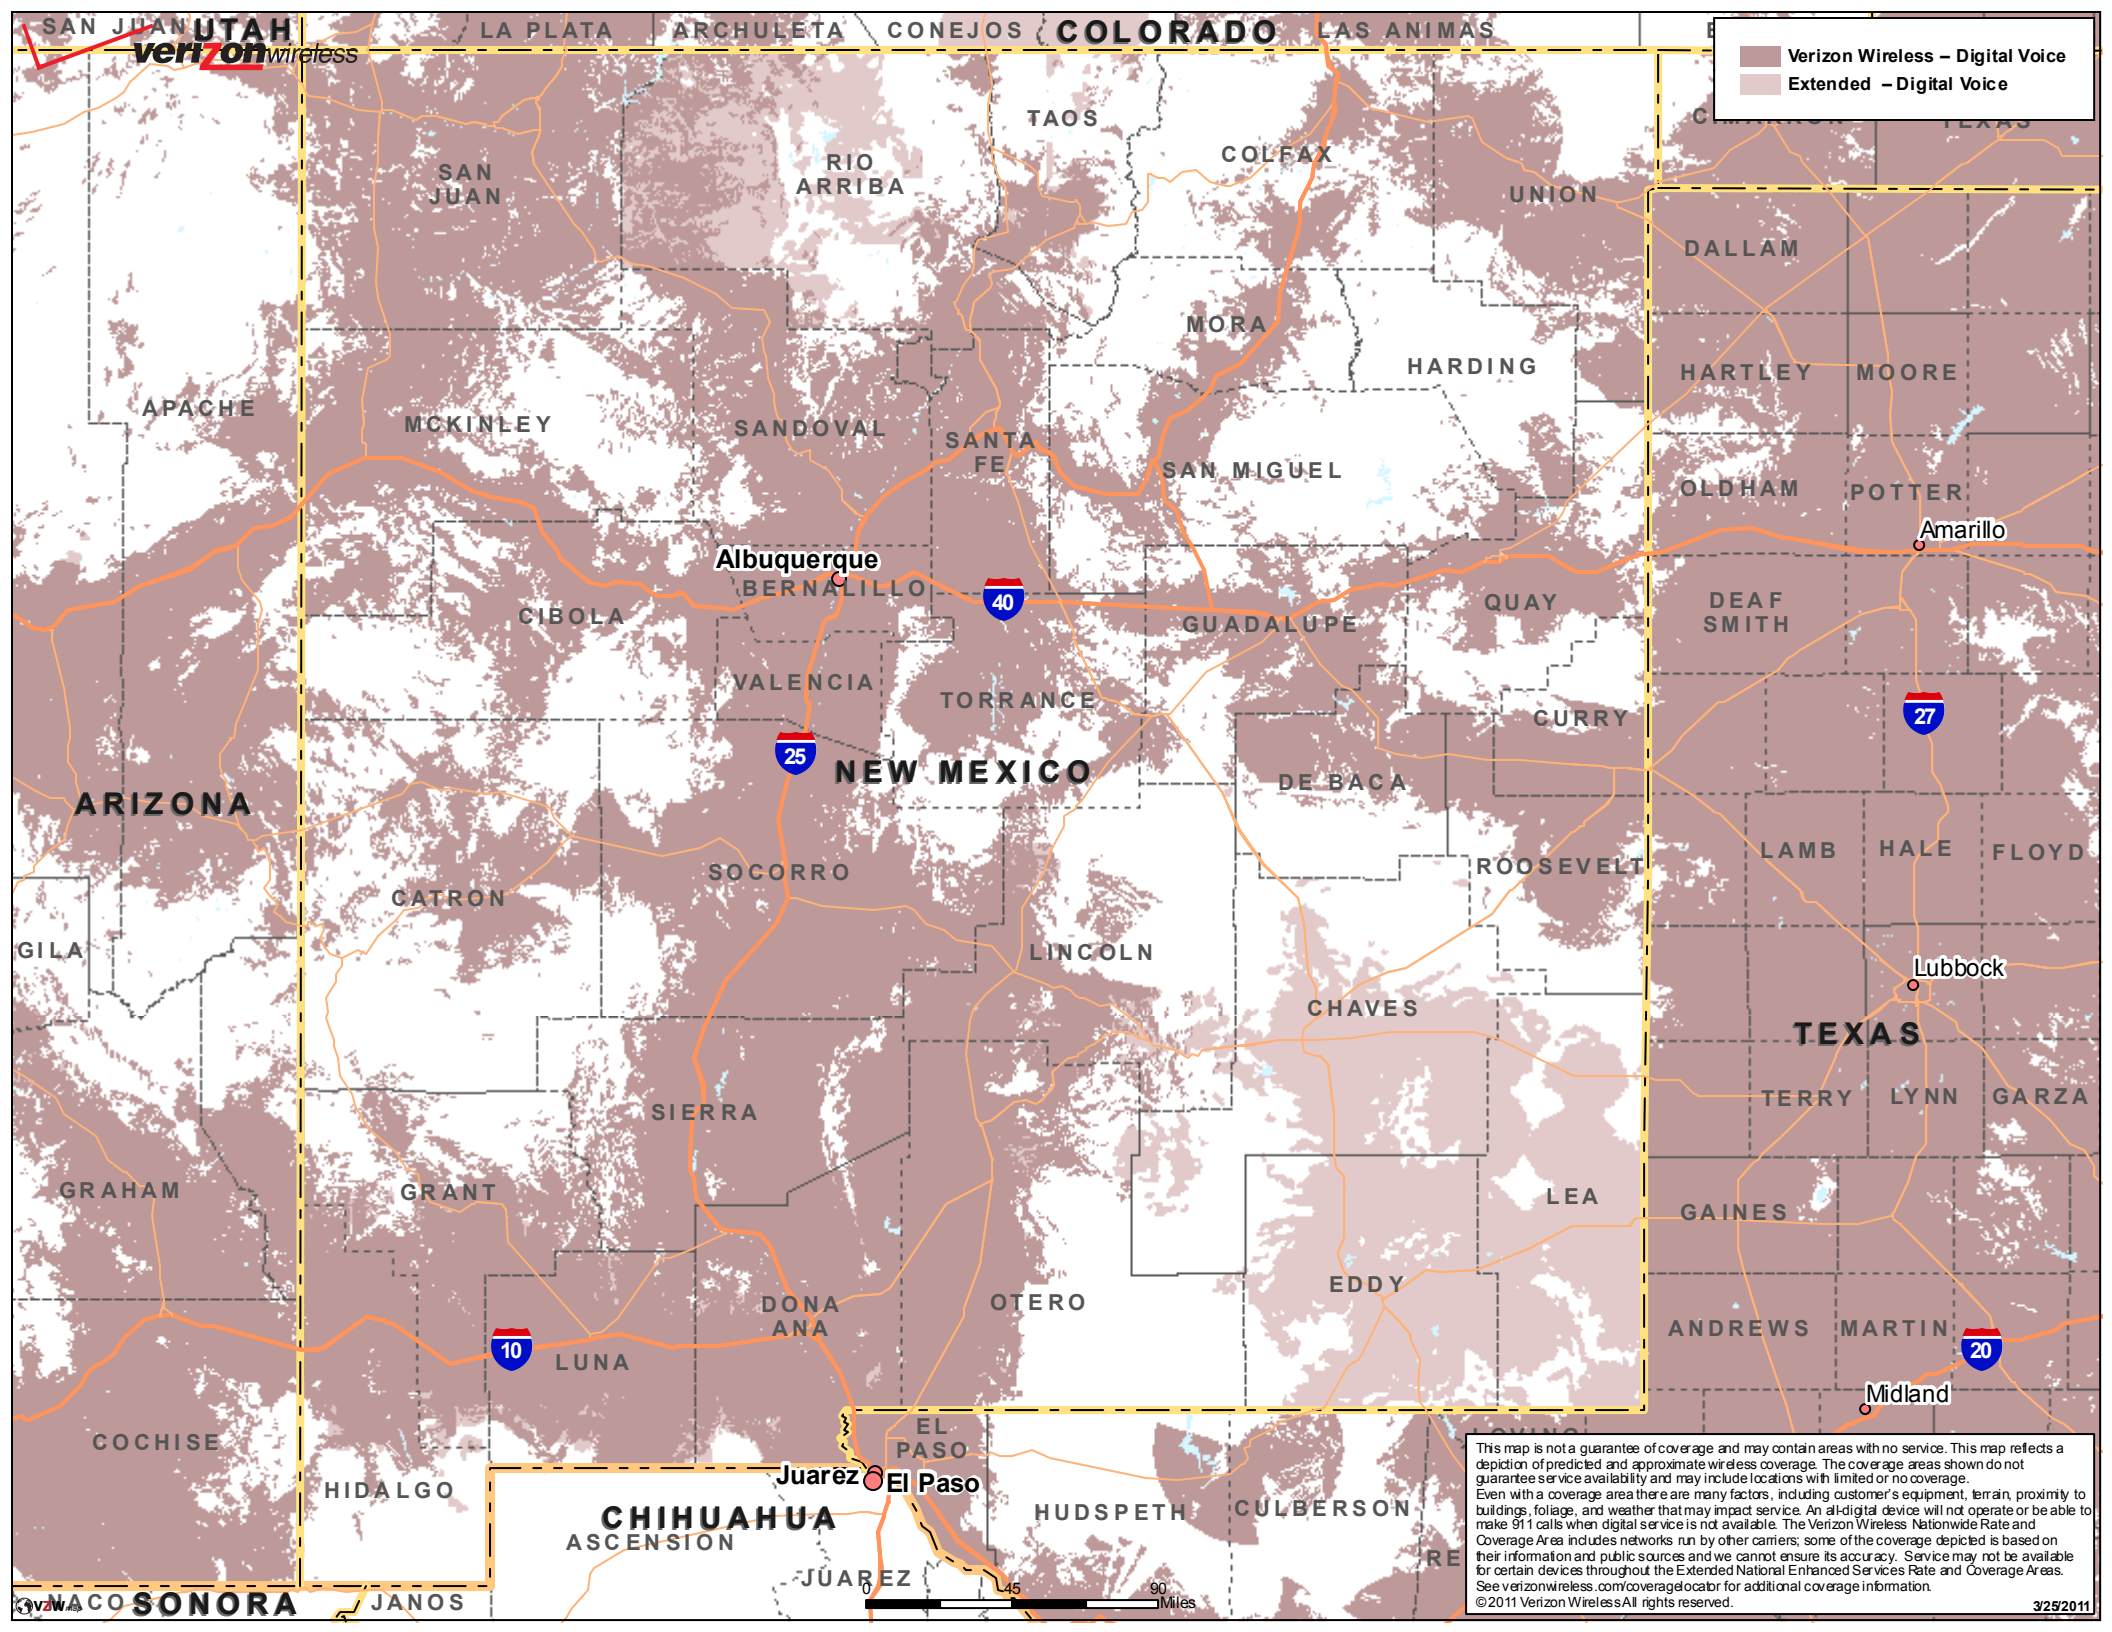 SAN JUAN
UTAH
LA PLATA
ARCHULETA
CONEJOS
COLORADO
LAS ANIMAS
verizonwireless
Verizon Wireless – Digital Voice
Extended – Digital Voice
CIMARRON
TEXAS
TAOS
COLFAX
RIO
ARRIBA
SAN
JUAN
UNION
DALLAM
MORA
HARDING
HARTLEY
MOORE
APACHE
MCKINLEY
SANDOVAL
SANTA
FE
SAN MIGUEL
OLDHAM
POTTER
Amarillo
Albuquerque
BERNALILLO
40
CIBOLA
GUADALUPE
QUAY
DEAF
SMITH
VALENCIA
TORRANCE
CURRY
27
25
NEW MEXICO
DE BACA
ARIZONA
SOCORRO
ROOSEVELT
LAMB
HALE
FLOYD
CATRON
GILA
LINCOLN
Lubbock
CHAVES
TEXAS
SIERRA
TERRY
LYNN
GARZA
GRAHAM
GRANT
LEA
GAINES
EDDY
DONA
ANA
OTERO
ANDREWS
MARTIN
20
10
LUNA
Midland
COCHISE
EL
PASO
LOVING
Juarez
El Paso
HIDALGO
CHIHUAHUA
ASCENSION
HUDSPETH
CULBERSON
RE
JUAREZ
0 45 90
Miles
VZW
ACO
SONORA
JANOS
This map is not a guarantee of coverage and may contain areas with no service. This map reflects a
depiction of predicted and approximate wireless coverage. The coverage areas shown do not
guarantee service availability and may include locations with limited or no coverage.
Even with a coverage area there are many factors, including customer's equipment, terrain, proximity to
buildings, foliage, and weather that may impact service. An all-digital device will not operate or be able to
make 911 calls when digital service is not available. The Verizon Wireless Nationwide Rate and
Coverage Area includes networks run by other carriers; some of the coverage depicted is based on
their information and public sources and we cannot ensure its accuracy. Service may not be available
for certain devices throughout the Extended National Enhanced Services Rate and Coverage Areas.
See verizonwireless.com/coveragelocator for additional coverage information.
© 2011 Verizon Wireless All rights reserved.
3/25/2011